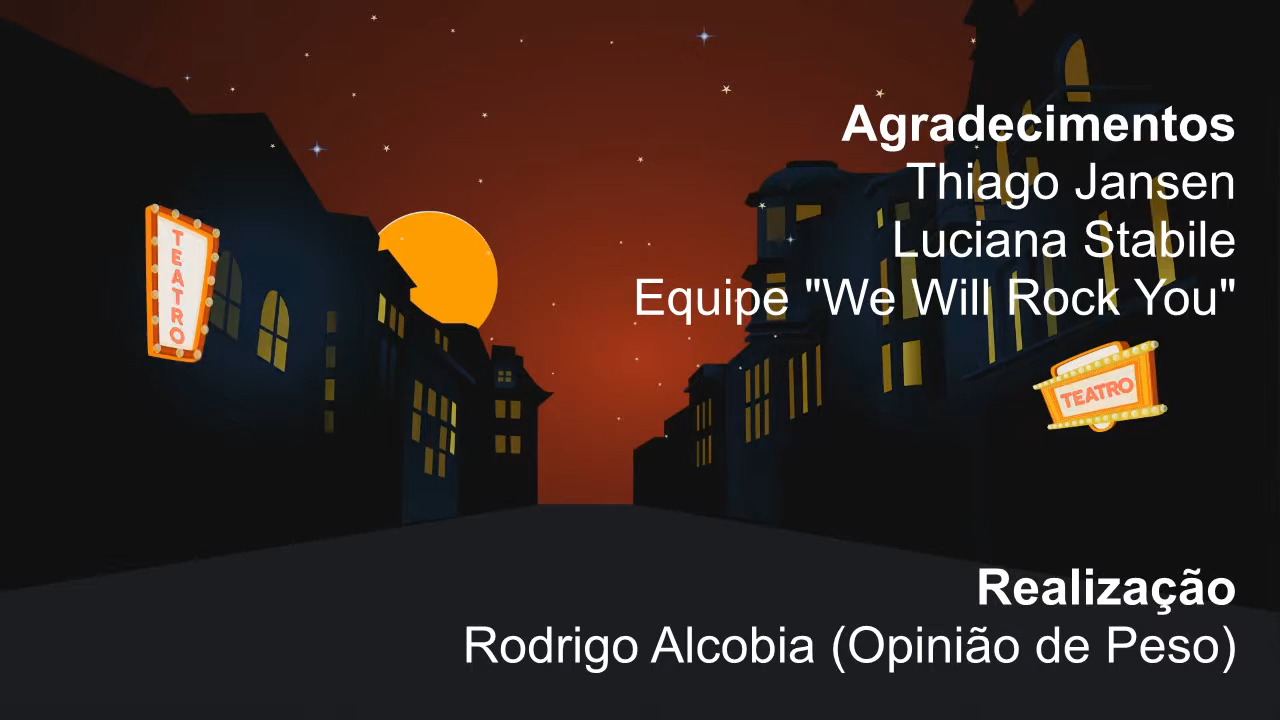 Agradecimentos
Thiago Jansen
Luciana Stabile
Equipe "We Will Rock You"
TEATRO
TEATRO
Realização
Rodrigo Alcobia (Opinião de Peso)